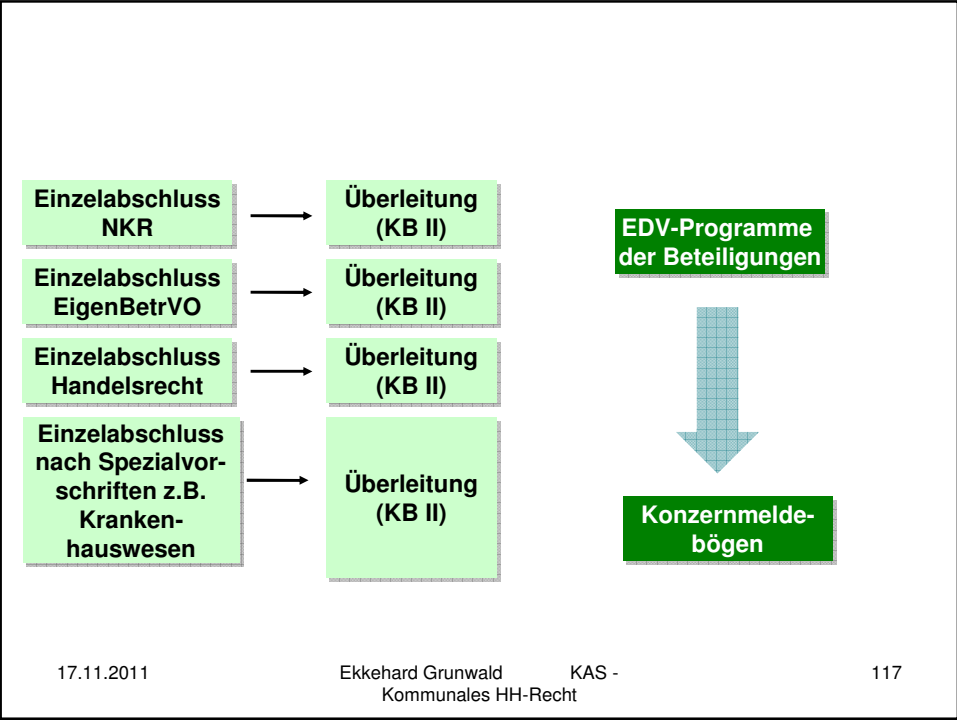 Einzelabschluss
NKR
Überleitung
(KB II)
Einzelabschluss
EigenBetrVO
Überleitung
(KB II)
Einzelabschluss
Handelsrecht
Überleitung
(KB II)
Einzelabschluss
nach Spezialvor-
schriften z.B.
Kranken-
hauswesen
Überleitung
(KB II)
EDV-Programme
der Beteiligungen
Konzernmelde-
bögen
17.11.2011
Ekkehard Grunwald KAS -
Kommunales HH-Recht
117